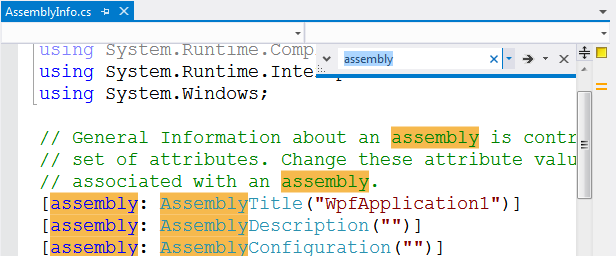 AssemblyInfo.cs
assembly
using System.Runtime.Comp
using System.Runtime.Inte
using System.Windows;
// General Information about an assembly is contr
// set of attributes. Change these attribute valu
// associated with an assembly.
[assembly: AssemblyTitle("WpfApplication1")]
[assembly: AssemblyDescription("")]
[assembly: AssemblyConfiguration("")]